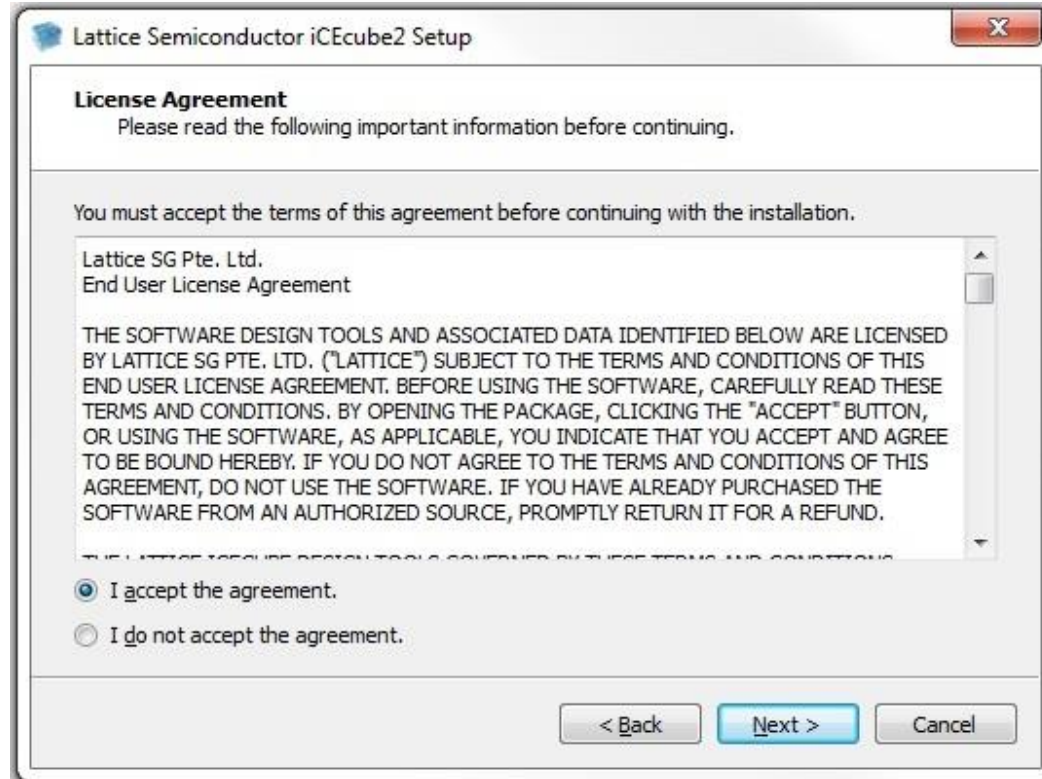 Lattice Semiconductor iCEcube2 Setup
License Agreement
Please read the following important information before continuing.
You must accept the terms of this agreement before continuing with the installation.
Lattice SG Pte. Ltd.
End User License Agreement
THE SOFTWARE DESIGN TOOLS AND ASSOCIATED DATA IDENTIFIED BELOW ARE LICENSED
BY LATTICE SG PTE. LTD. ("LATTICE") SUBJECT TO THE TERMS AND CONDITIONS OF THIS
END USER LICENSE AGREEMENT. BEFORE USING THE SOFTWARE, CAREFULLY READ THESE
TERMS AND CONDITIONS. BY OPENING THE PACKAGE, CLICKING THE "ACCEPT" BUTTON,
OR USING THE SOFTWARE, AS APPLICABLE, YOU INDICATE THAT YOU ACCEPT AND AGREE
TO BE BOUND HEREBY. IF YOU DO NOT AGREE TO THE TERMS AND CONDITIONS OF THIS
AGREEMENT, DO NOT USE THE SOFTWARE. IF YOU HAVE ALREADY PURCHASED THE
SOFTWARE FROM AN AUTHORIZED SOURCE, PROMPTLY RETURN IT FOR A REFUND.
I accept the agreement.
I do not accept the agreement.
< Back Next > Cancel